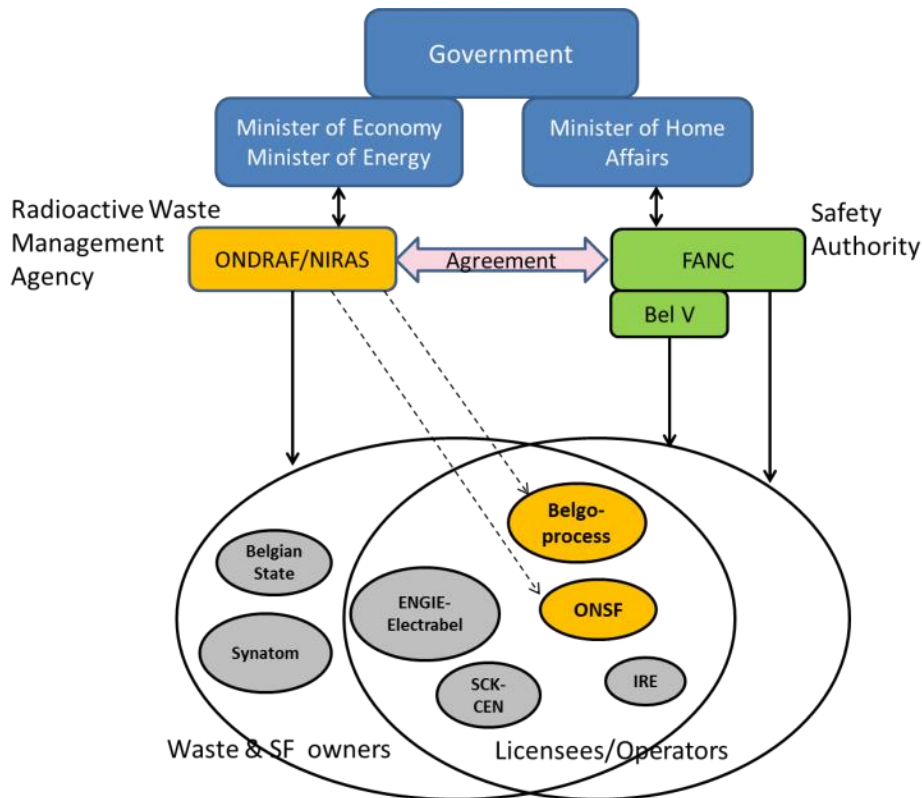 Government
Minister of Economy
Minister of Energy
Minister of Home
Affairs
Radioactive Waste
Management
Agency
ONDRAF/NIRAS
Agreement
FANC
Safety
Authority
Bel V
Belgo-
process
Belgian
State
ENGIE-
Electrabel
ONSF
Synatom
SCK-
CEN
IRE
Waste & SF owners
Licensees/Operators